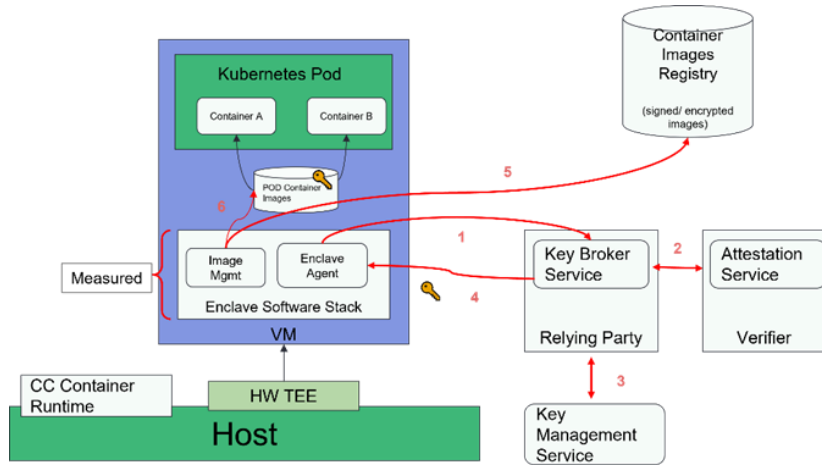 Container
Images
Registry
(signed/ encrypted
images)
Kubernetes Pod
Container A
Container B
5
POD Container
Images
6
1
Image
Mgmt
Enclave
Agent
Key Broker
Service
2
Attestation
Service
Measured
4
Enclave Software Stack
VM
Relying Party
Verifier
3
CC Container
Runtime
HW TEE
Host
Key
Management
Service